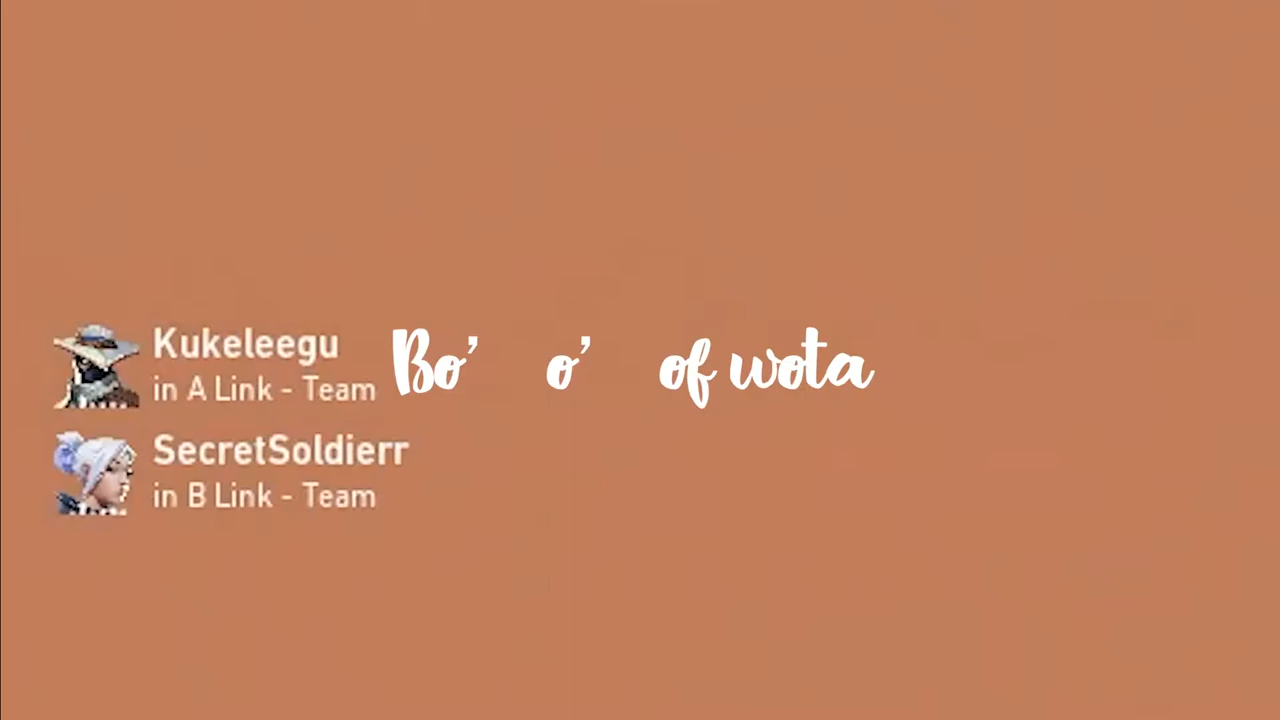 Kukeleegu
in A Link - Team
Bo' o' of wota
SecretSoldierr
in B Link - Team